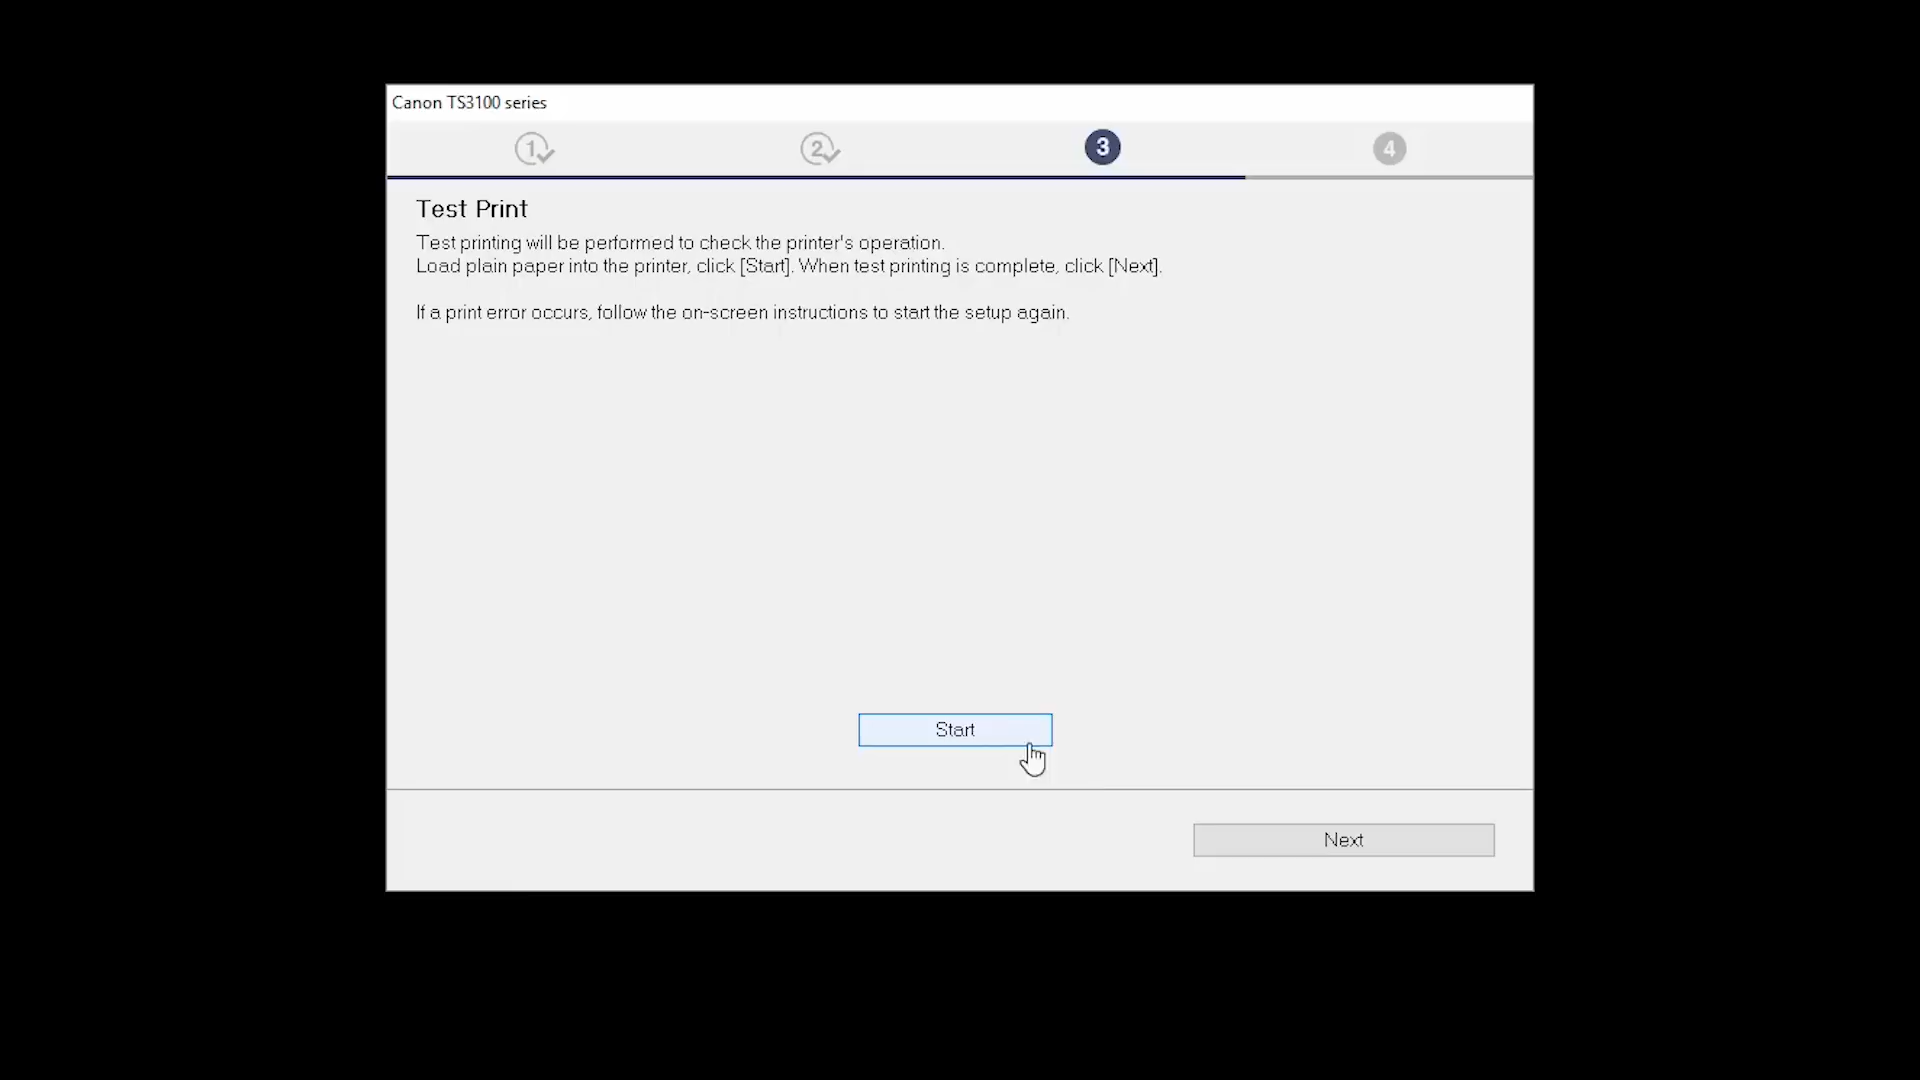 Canon TS3100 series
1 2 3 4
Test Print
Test printing will be performed to check the printer's operation.
Load plain paper into the printer, click [Start]. When test printing is complete, click [Next].
If a print error occurs, follow the on-screen instructions to start the setup again.
Start
Next